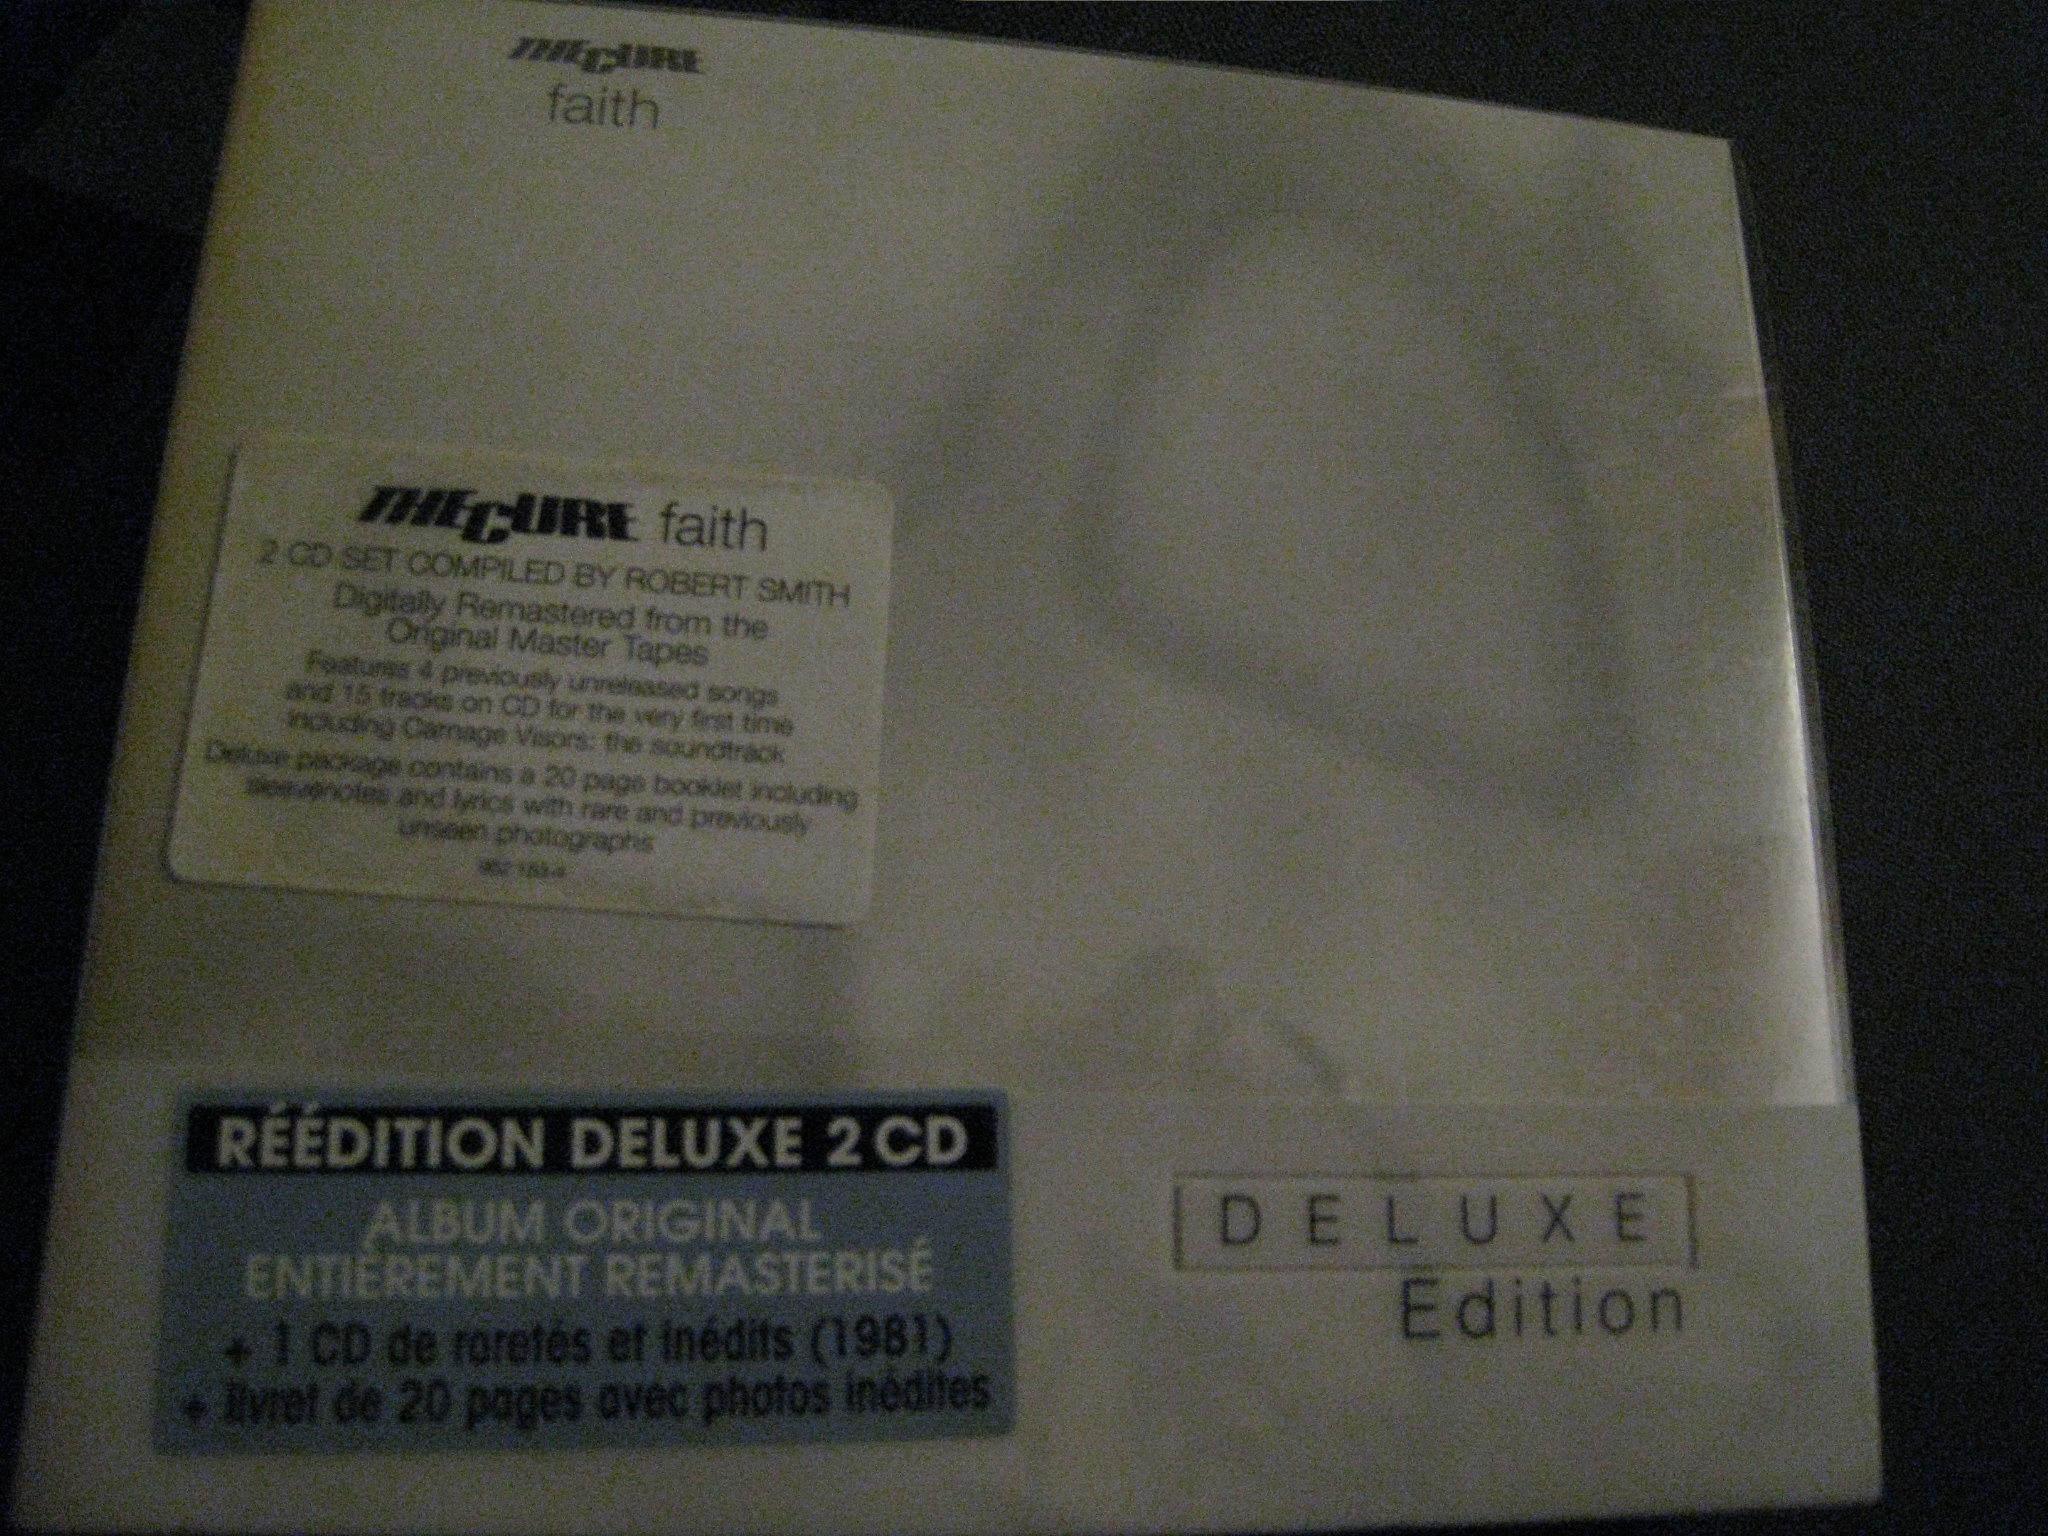 THE CURE
faith
THE CURE faith
2 CD SET COMPILED BY ROBERT SMITH
Digitally Remastered from the
Original Master Tapes
Features 4 previously unreleased songs
and 15 tracks on CD for the very first time
including Carnage Visors: the soundtrack
Deluxe package contains a 20 page booklet including
sleevenotes and lyrics with rare and previously
unseen photographs
RÉÉDITION DELUXE 2 CD
ALBUM ORIGINAL
ENTIÈREMENT REMASTERISÉ
+ 1 CD de raretés et inédits (1981)
+ livret de 20 pages avec photos inédites
DELUXE
Edition